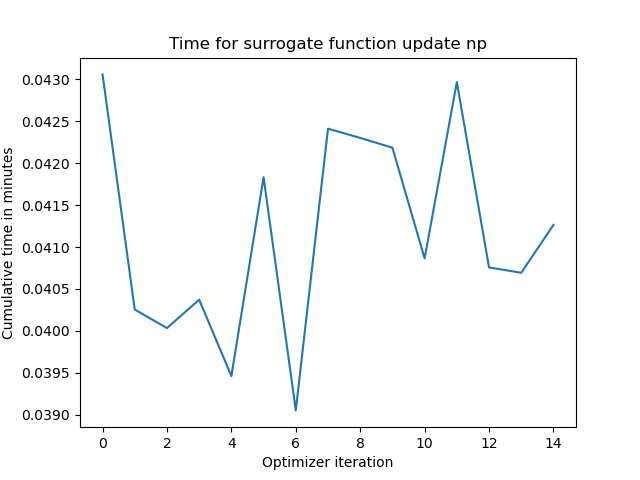 Time for surrogate function update np
Cumulative time in minutes
0.0430
0.0425
0.0420
0.0415
0.0410
0.0405
0.0400
0.0395
0.0390
0 2 4 6 8 10 12 14
Optimizer iteration